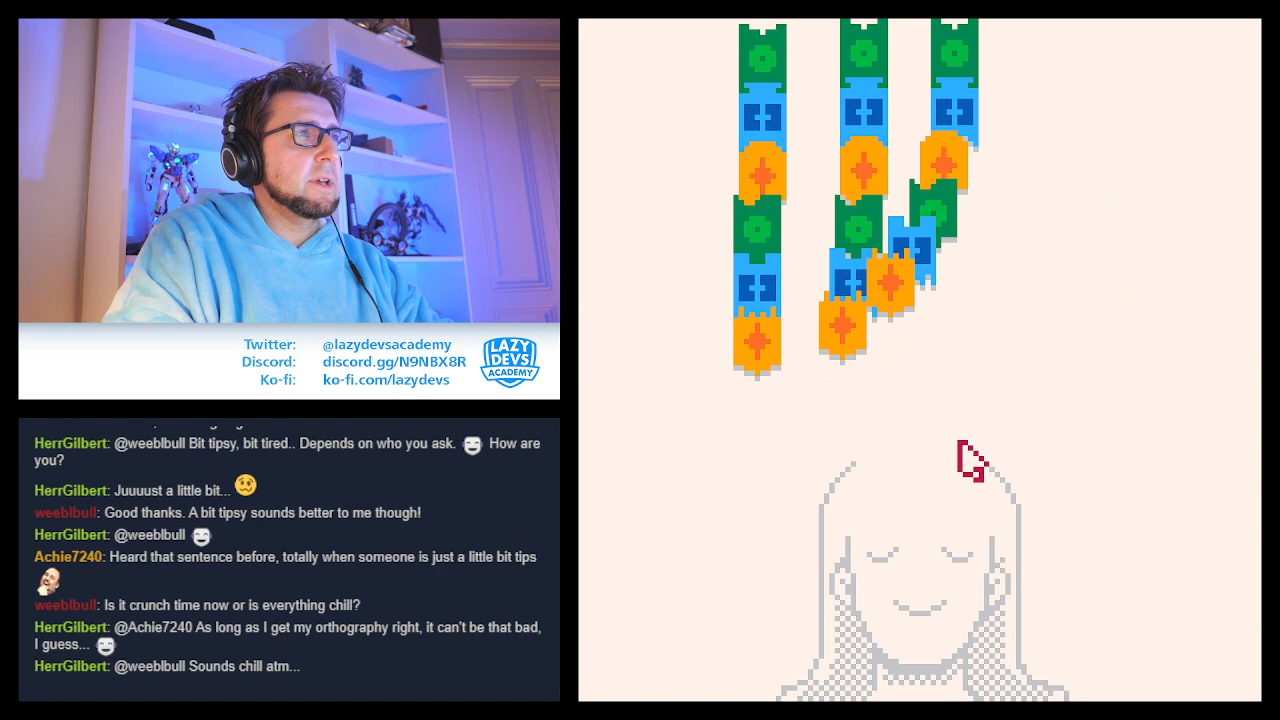 Twitter: @lazydevsacademy
Discord: discord.gg/N9NBX8R
Ko-fi: ko-fi.com/lazydevs
LAZY
DEVS
ACADEMY
HerrGilbert: @weeblbull Bit tipsy, bit tired.. Depends on who you ask. How are
you?
HerrGilbert: Juuuust a little bit...
weeblbull: Good thanks. A bit tipsy sounds better to me though!
HerrGilbert: @weeblbull
Achie7240: Heard that sentence before, totally when someone is just a little bit tips
weeblbull: Is it crunch time now or is everything chill?
HerrGilbert: @Achie7240 As long as I get my orthography right, it can't be that bad,
I guess...
HerrGilbert: @weeblbull Sounds chill atm...